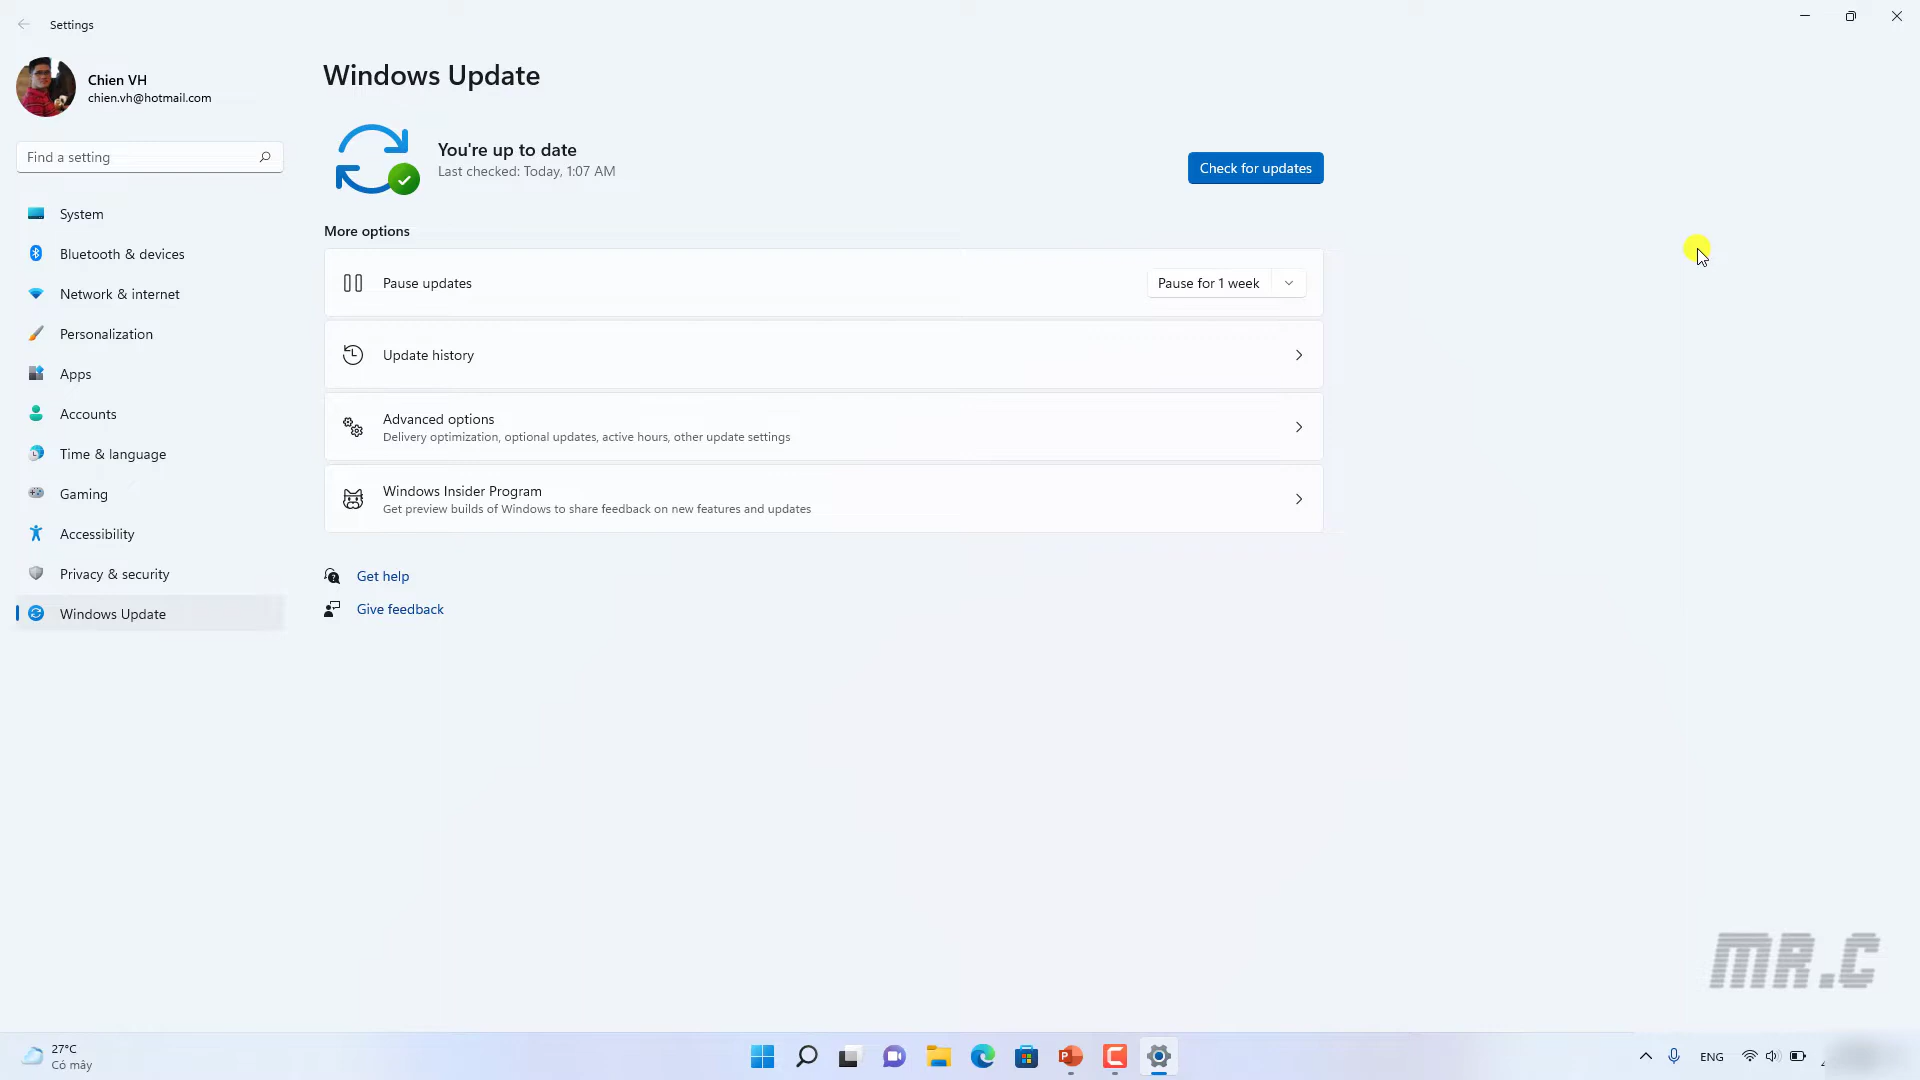 Settings
Chien VH
chien.vh@hotmail.com
Find a setting
System
Bluetooth & devices
Network & internet
Personalization
Apps
Accounts
Time & language
Gaming
Accessibility
Privacy & security
Windows Update
Windows Update
You're up to date
Last checked: Today, 1:07 AM
Check for updates
More options
Pause updates
Pause for 1 week
Update history
Advanced options
Delivery optimization, optional updates, active hours, other update settings
Windows Insider Program
Get preview builds of Windows to share feedback on new features and updates
Get help
Give feedback
MR.C
27°C
Có mây
ENG